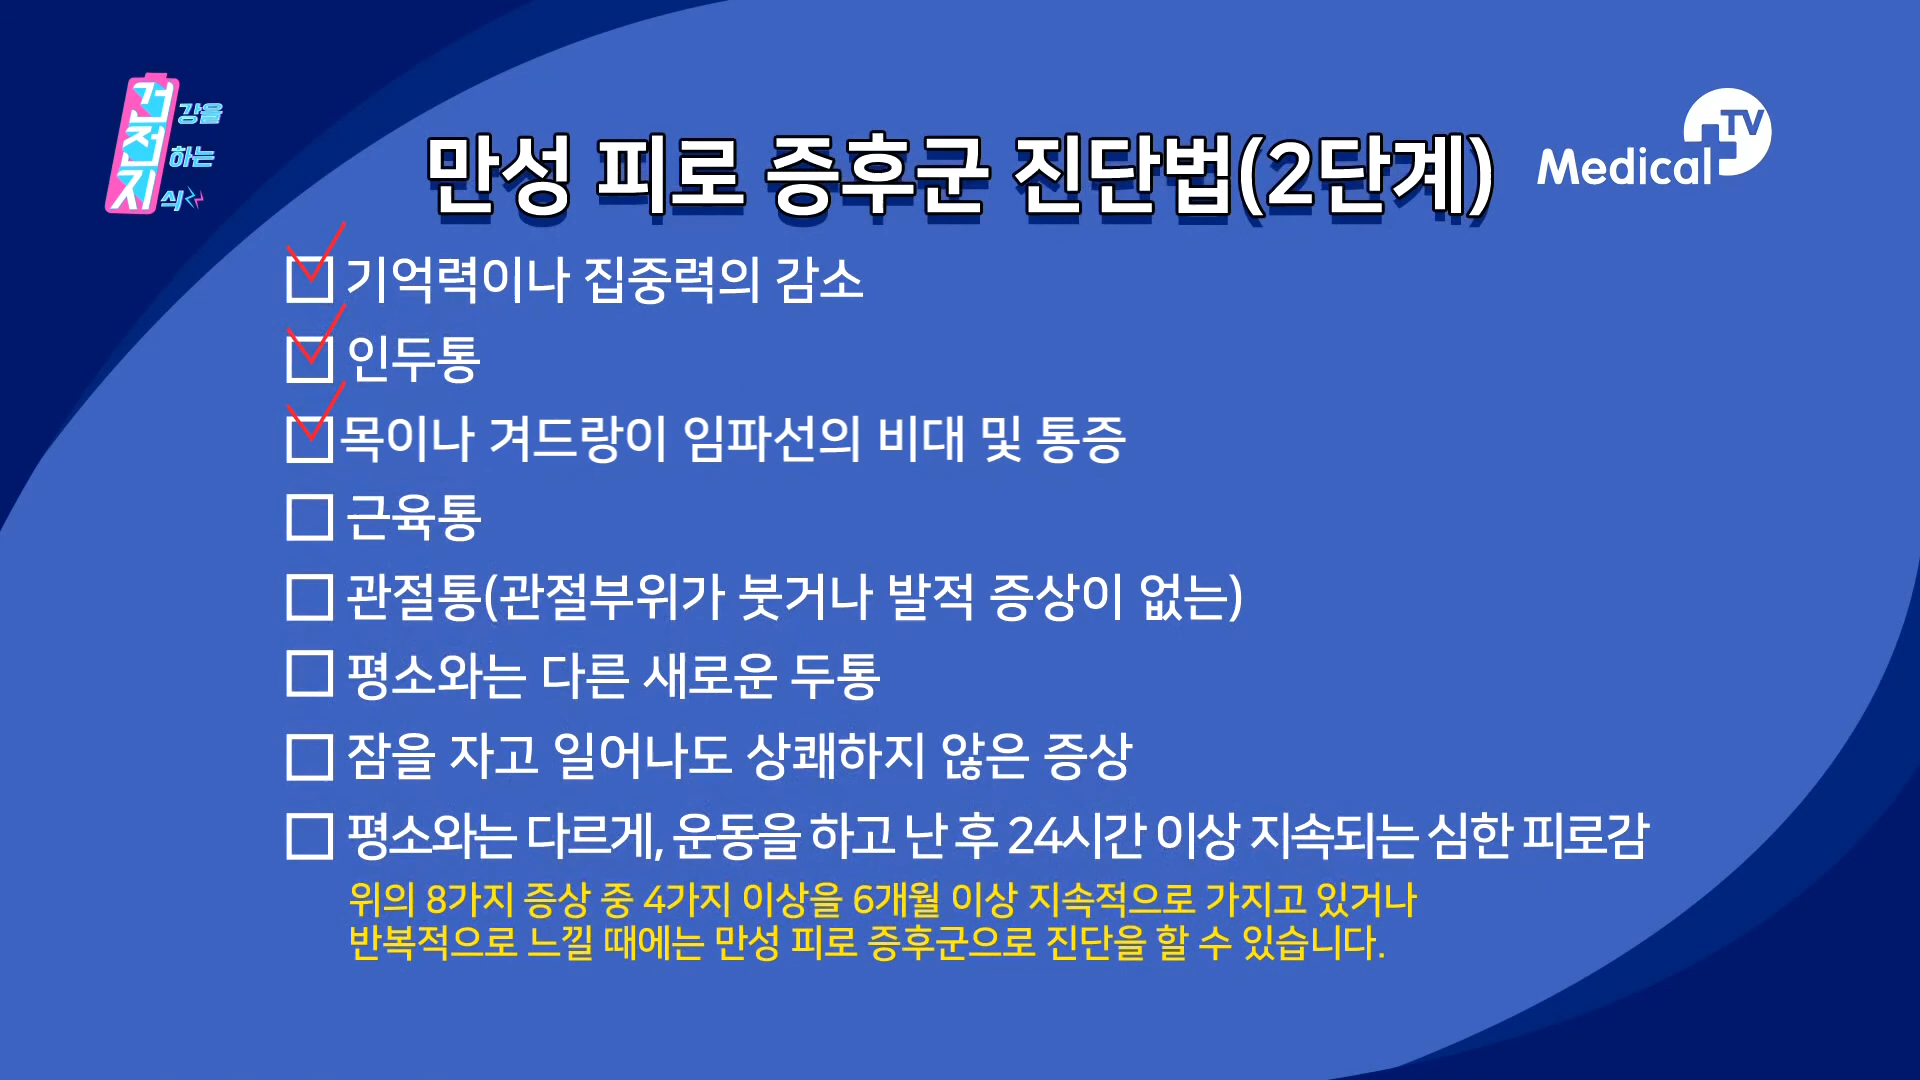 건강을
전하는
지식
Medical TV
만성 피로 증후군 진단법(2단계)
기억력이나 집중력의 감소
인두통
목이나 겨드랑이 임파선의 비대 및 통증
근육통
관절통(관절부위가 붓거나 발적 증상이 없는)
평소와는 다른 새로운 두통
잠을 자고 일어나도 상쾌하지 않은 증상
평소와는 다르게, 운동을 하고 난 후 24시간 이상 지속되는 심한 피로감
위의 8가지 증상 중 4가지 이상을 6개월 이상 지속적으로 가지고 있거나
반복적으로 느낄 때에는 만성 피로 증후군으로 진단을 할 수 있습니다.